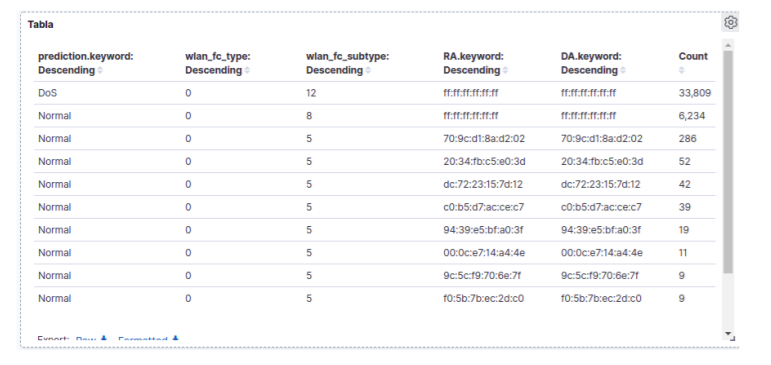 Tabla
prediction.keyword: Descending wlan_fc_type: Descending wlan_fc_subtype: Descending RA.keyword: Descending DA.keyword: Descending Count
DoS 0 12 ff:ff:ff:ff:ff:ff ff:ff:ff:ff:ff:ff 33,809
Normal 0 8 ff:ff:ff:ff:ff:ff ff:ff:ff:ff:ff:ff 6,234
Normal 0 5 70:9c:d1:8a:d2:02 70:9c:d1:8a:d2:02 286
Normal 0 5 20:34:fb:c5:e0:3d 20:34:fb:c5:e0:3d 52
Normal 0 5 dc:72:23:15:7d:12 dc:72:23:15:7d:12 42
Normal 0 5 c0:b5:d7:ac:ce:c7 c0:b5:d7:ac:ce:c7 39
Normal 0 5 94:39:e5:bf:a0:3f 94:39:e5:bf:a0:3f 19
Normal 0 5 00:0c:e7:14:a4:4e 00:0c:e7:14:a4:4e 11
Normal 0 5 9c:5c:f9:70:6e:7f 9c:5c:f9:70:6e:7f 9
Normal 0 5 f0:5b:7b:ec:2d:c0 f0:5b:7b:ec:2d:c0 9
Export: Raw Formatted